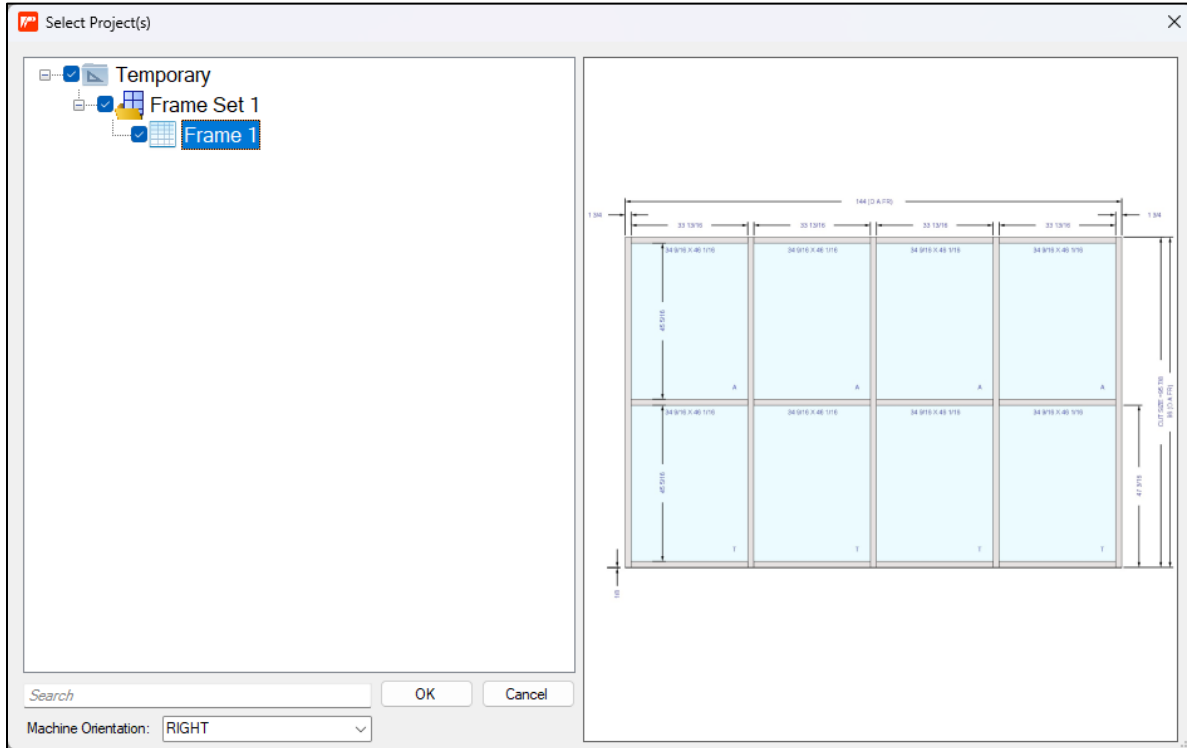 Select Project(s)
Temporary
Frame Set 1
Frame 1
Search
OK
Cancel
Machine Orientation:
RIGHT
144 (O.A.FR)
1 3/4
33 13/16
33 13/16
33 13/16
33 13/16
1 3/4
34 9/16 X 46 1/16
34 9/16 X 46 1/16
34 9/16 X 46 1/16
34 9/16 X 46 1/16
45 5/16
A
A
A
A
34 9/16 X 46 1/16
34 9/16 X 46 1/16
34 9/16 X 46 1/16
34 9/16 X 46 1/16
45 5/16
T
T
T
T
47 9/16
96 (O.A.FR)
1/8